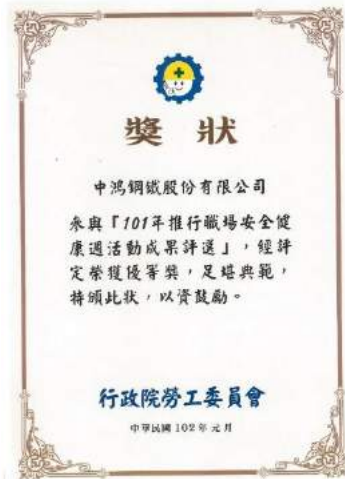 獎狀
中鴻鋼鐵股份有限公司
參與「101年推行職場安全健
康週活動成果評選」,經評
定榮獲優等獎,足堪典範,
特頒此狀,以資鼓勵。
行政院勞工委員會
中華民國102年元月